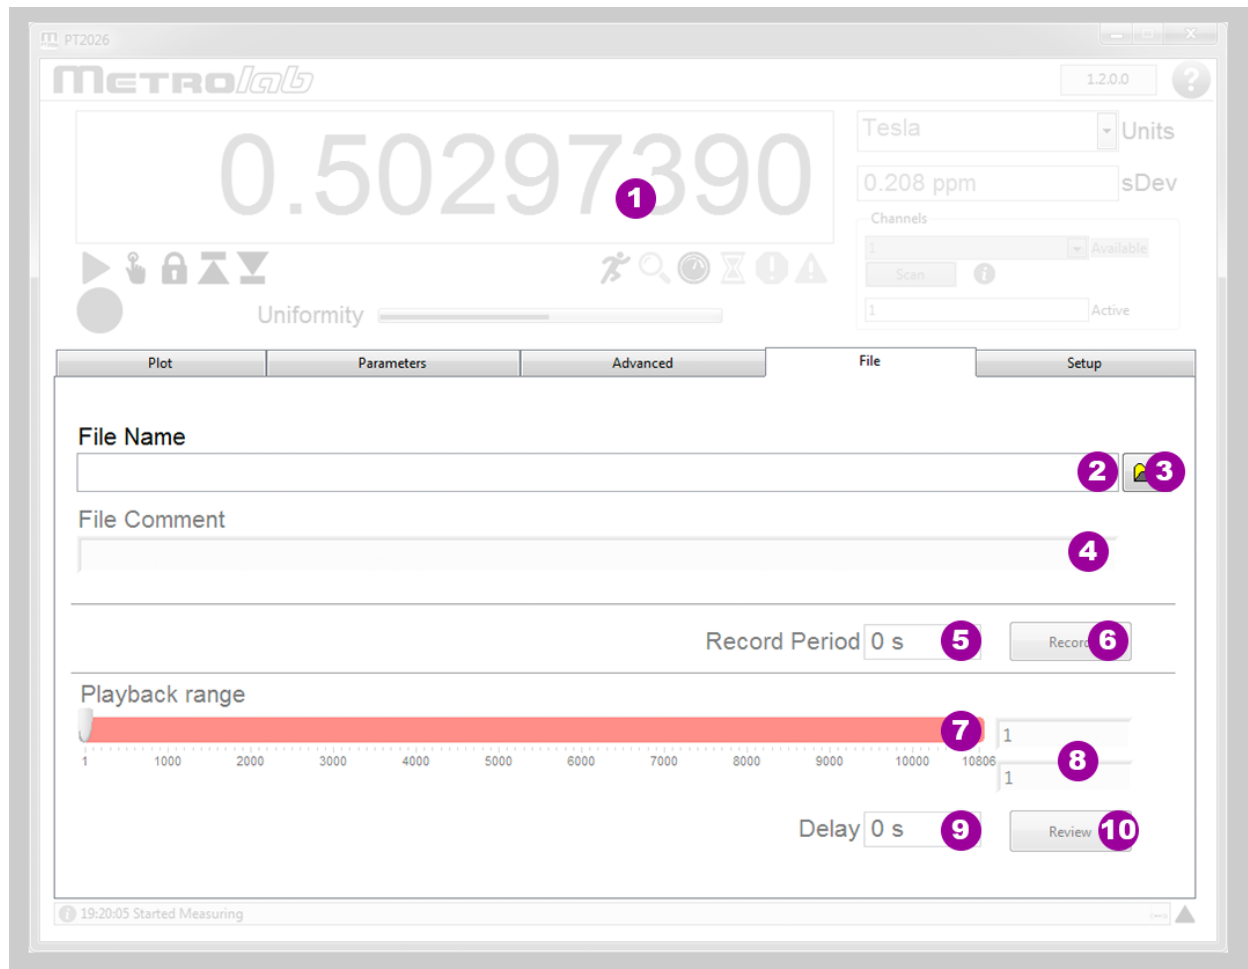 PT2026
METROlab
1.2.0.0
?
0.50297390
1
Tesla
Units
0.208 ppm
sDev
Channels
1
Available
Scan
i
1
Active
Uniformity
Plot
Parameters
Advanced
File
Setup
File Name
2
3
File Comment
4
Record Period
0 s
5
Record
6
Playback range
7
1
1 1000 2000 3000 4000 5000 6000 7000 8000 9000 10000 10806
8
1
Delay
0 s
9
Review
10
19:20:05 Started Measuring